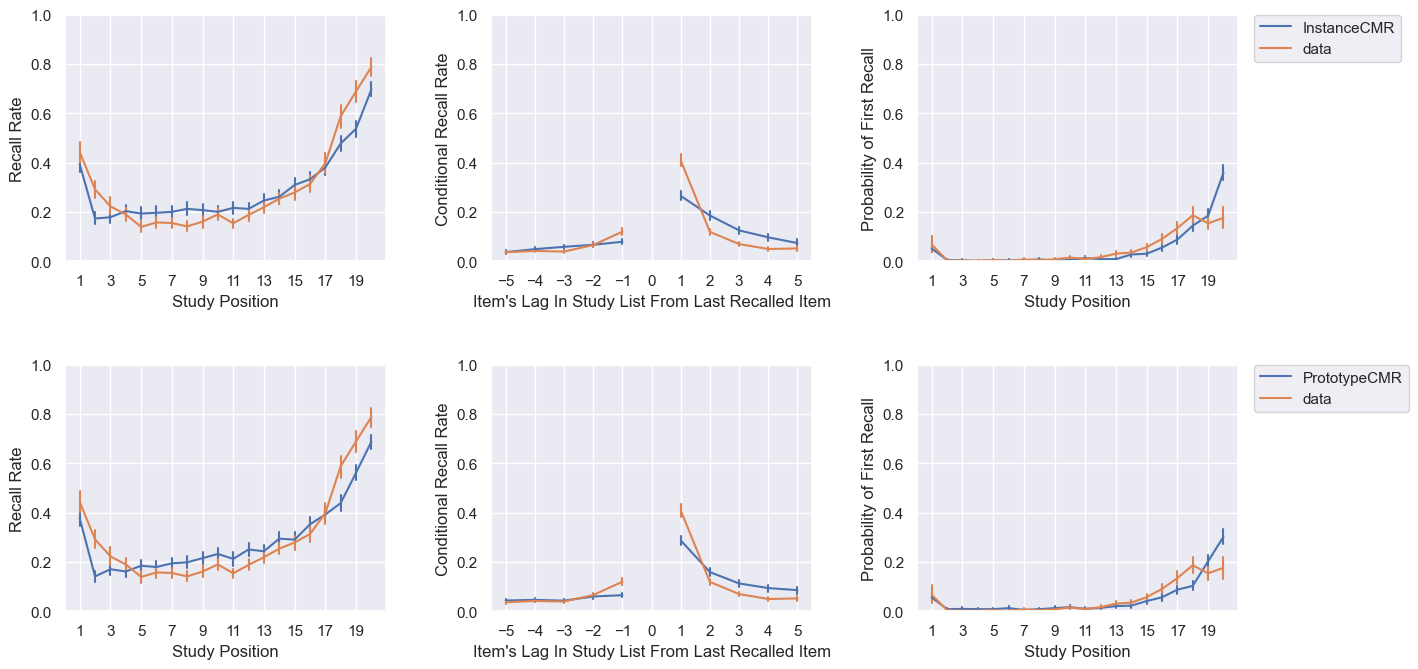 1.0
0.8
0.6
0.4
0.2
0.0
Recall Rate
1 3 5 7 9 11 13 15 17 19
Study Position
1.0
0.8
0.6
0.4
0.2
0.0
Conditional Recall Rate
−5 −4 −3 −2 −1 0 1 2 3 4 5
Item's Lag In Study List From Last Recalled Item
1.0
0.8
0.6
0.4
0.2
0.0
Probability of First Recall
1 3 5 7 9 11 13 15 17 19
Study Position
InstanceCMR
data
1.0
0.8
0.6
0.4
0.2
0.0
Recall Rate
1 3 5 7 9 11 13 15 17 19
Study Position
1.0
0.8
0.6
0.4
0.2
0.0
Conditional Recall Rate
−5 −4 −3 −2 −1 0 1 2 3 4 5
Item's Lag In Study List From Last Recalled Item
1.0
0.8
0.6
0.4
0.2
0.0
Probability of First Recall
1 3 5 7 9 11 13 15 17 19
Study Position
PrototypeCMR
data